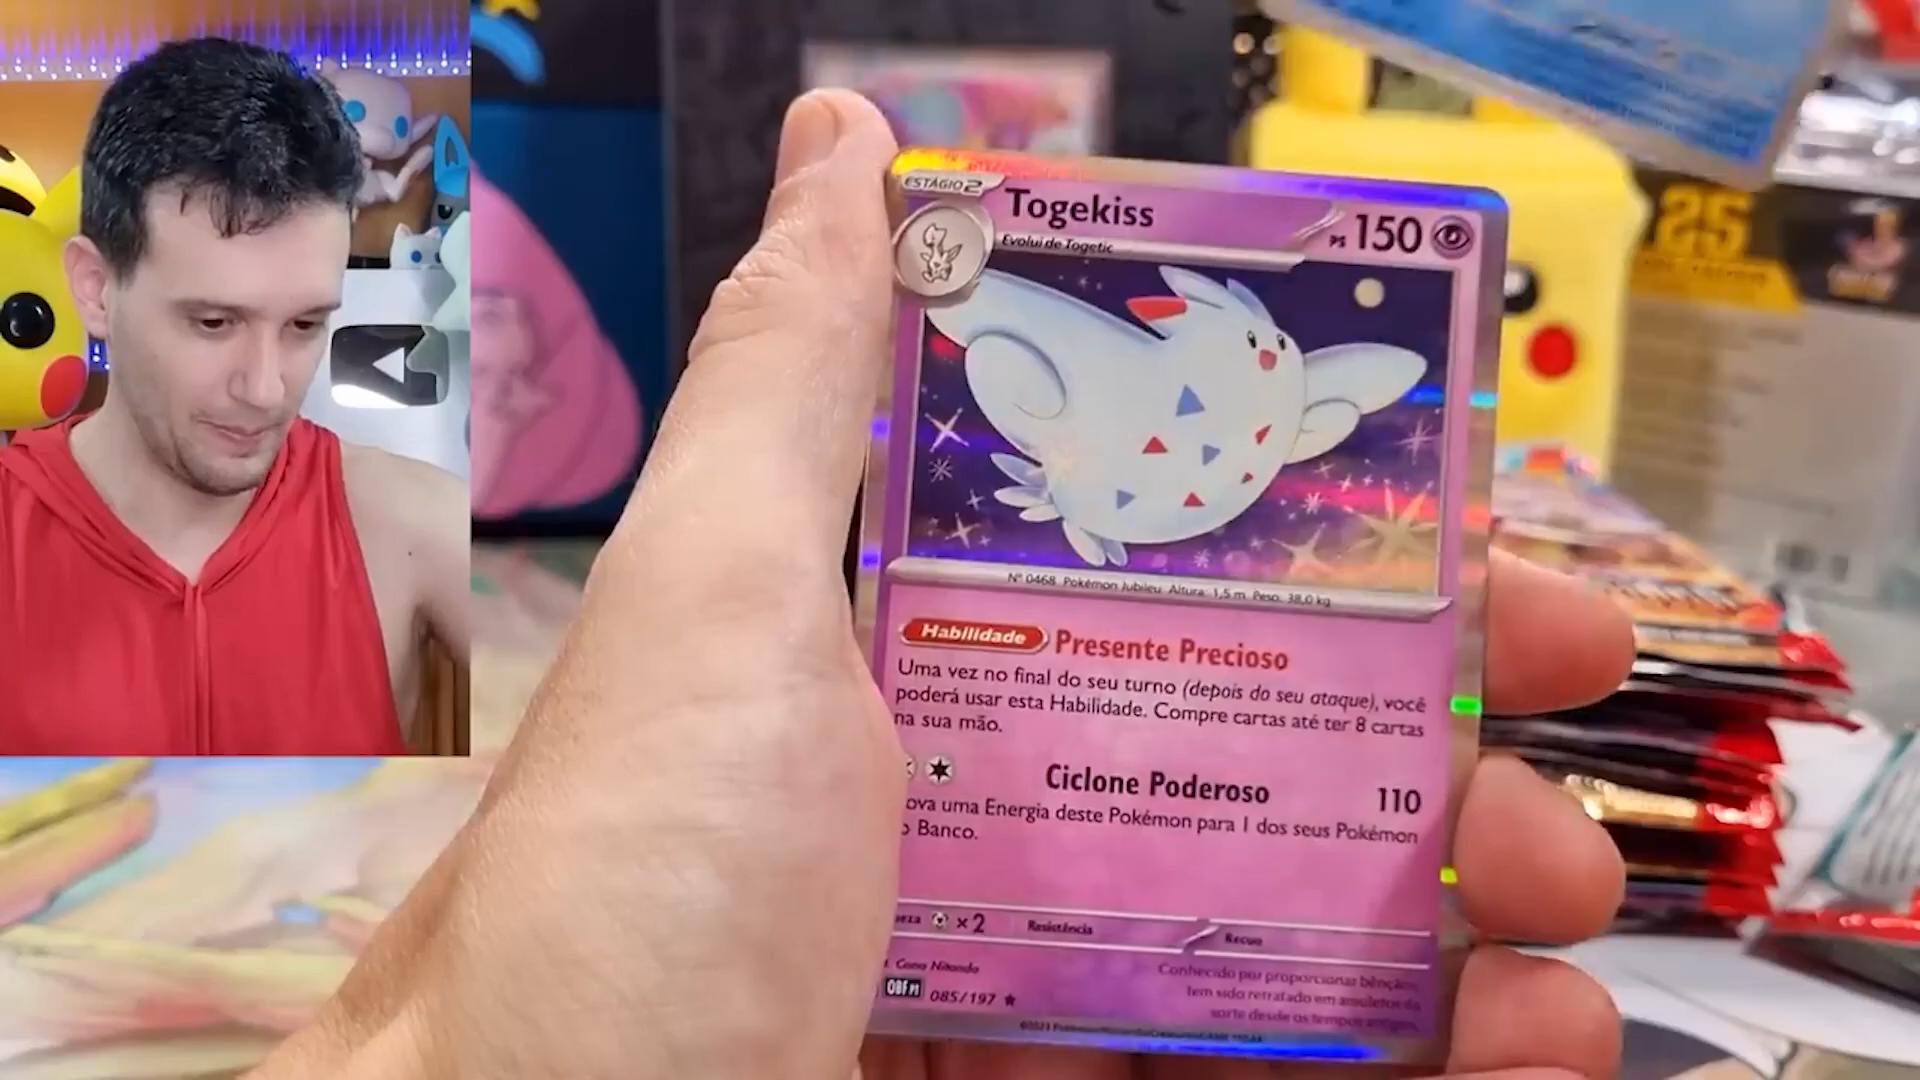 ESTÁGIO 2
Togekiss
PS 150
Evolui de Togetic
Nº 0468 Pokémon Jubileu Altura: 1,5 m Peso: 38,0 kg
Habilidade Presente Precioso
Uma vez no final do seu turno (depois do seu ataque), você
poderá usar esta Habilidade. Compre cartas até ter 8 cartas
na sua mão.
Ciclone Poderoso 110
uma Energia deste Pokémon para 1 dos seus Pokémon
Banco.
×2 Resistência Recuo
Conhecido por proporcionar bênçãos,
tem sido retratado em amuletos da
sorte desde os tempos antigos.
OBF PT 085/197
25